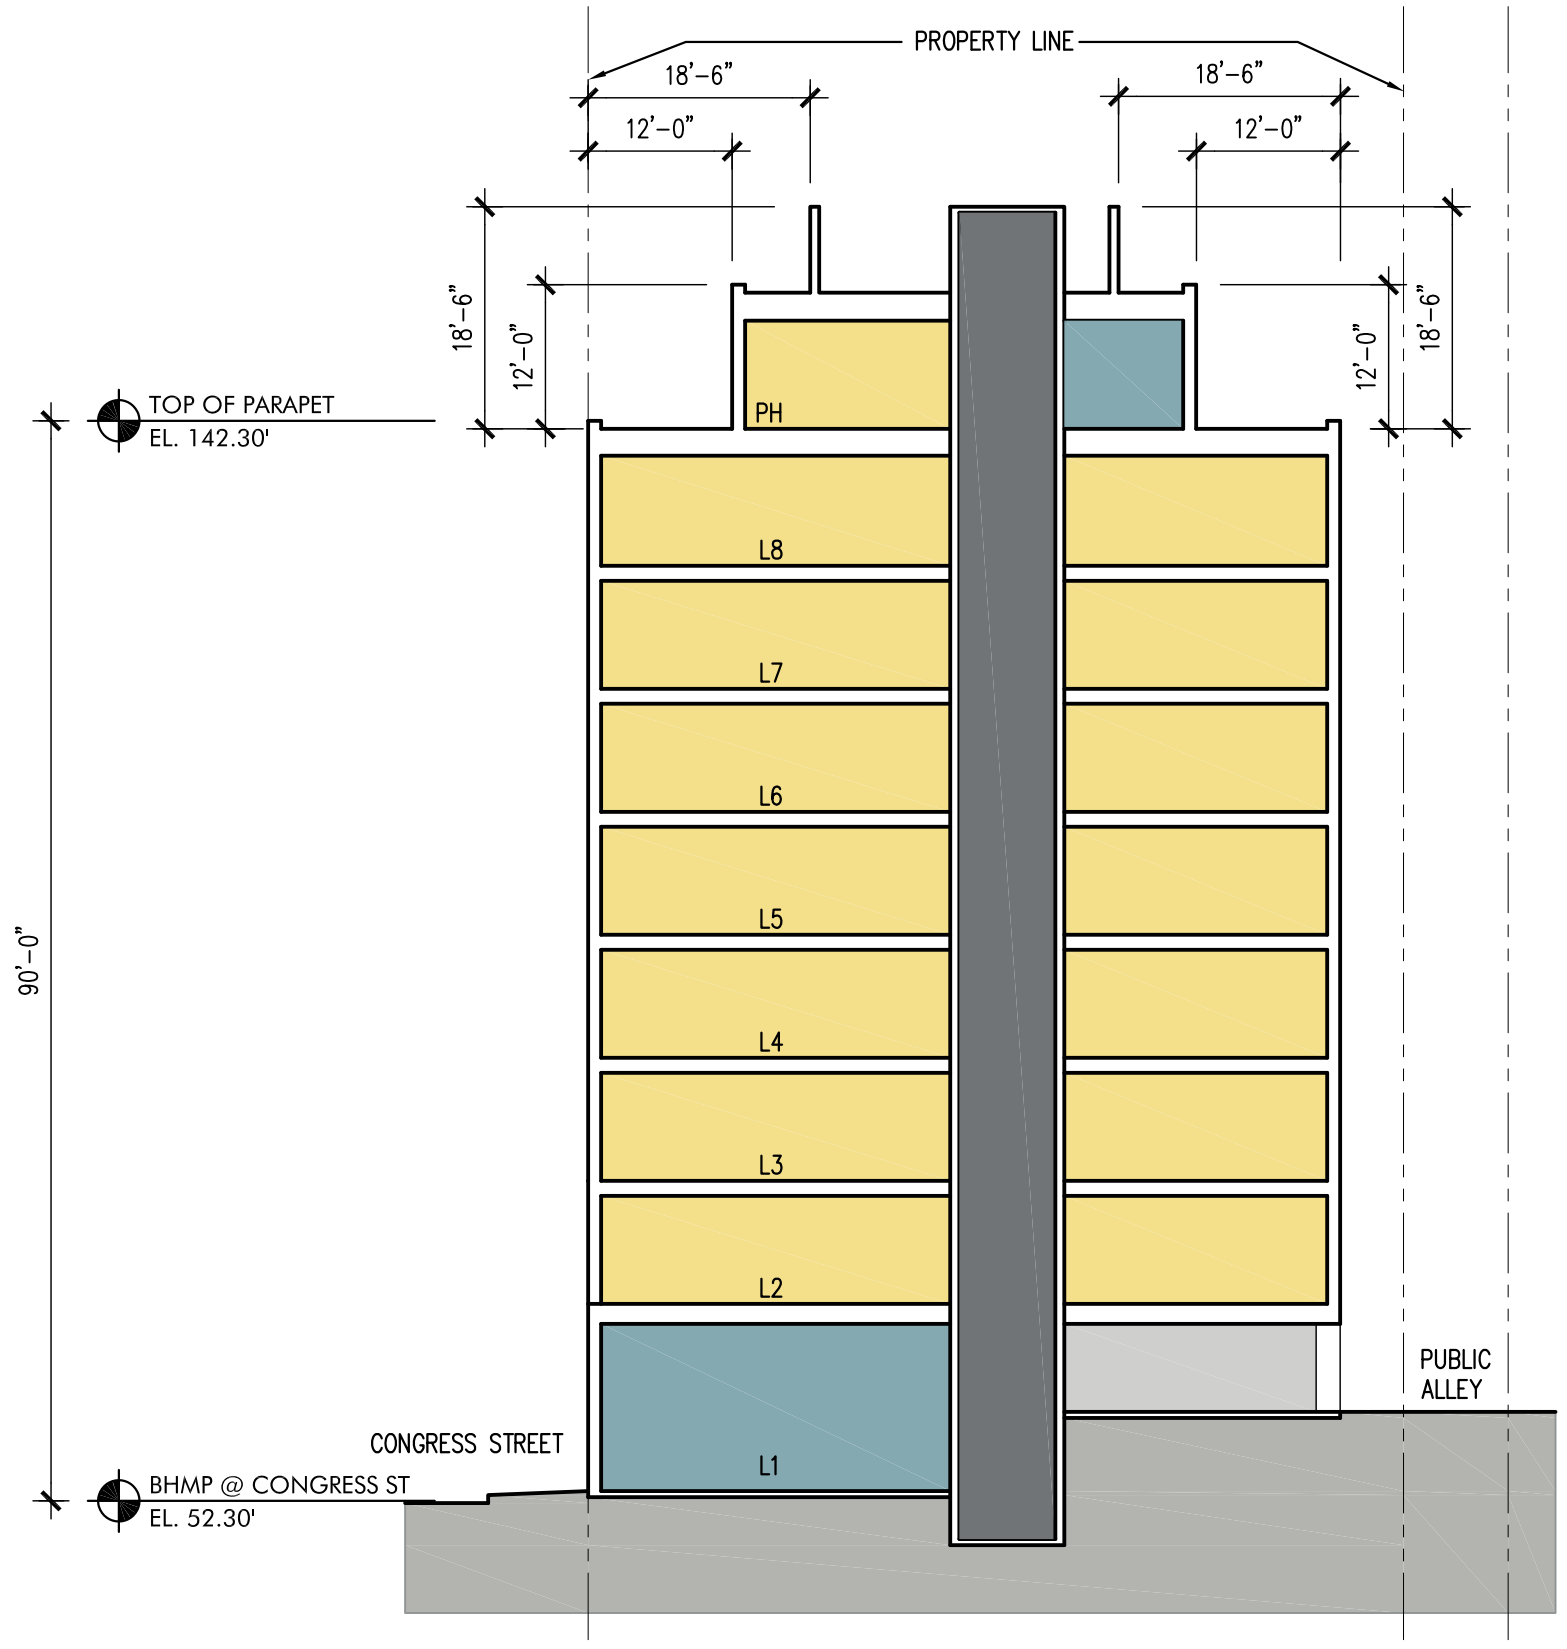 PROPERTY LINE
18'-6"
18'-6"
12'-0"
12'-0"
18'-6"
12'-0"
12'-0"
18'-6"
TOP OF PARAPET
EL. 142.30'
PH
L8
L7
L6
L5
90'-0"
L4
L3
L2
PUBLIC
ALLEY
CONGRESS STREET
L1
BHMP @ CONGRESS ST
EL. 52.30'